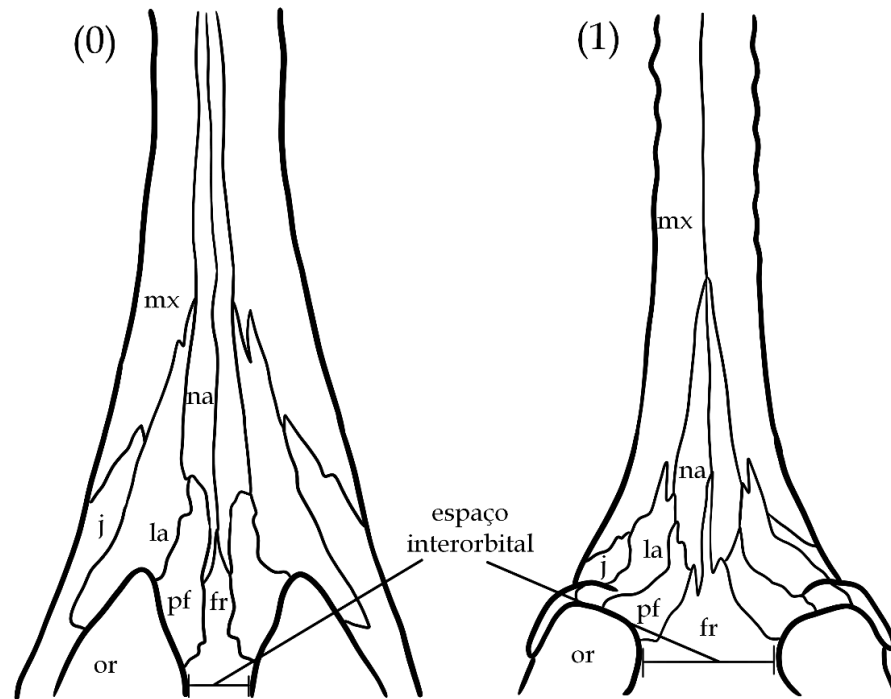 (0)
(1)
mx
mx
na
na
espaço
interorbital
j
la
j
la
pf
fr
pf
fr
or
or